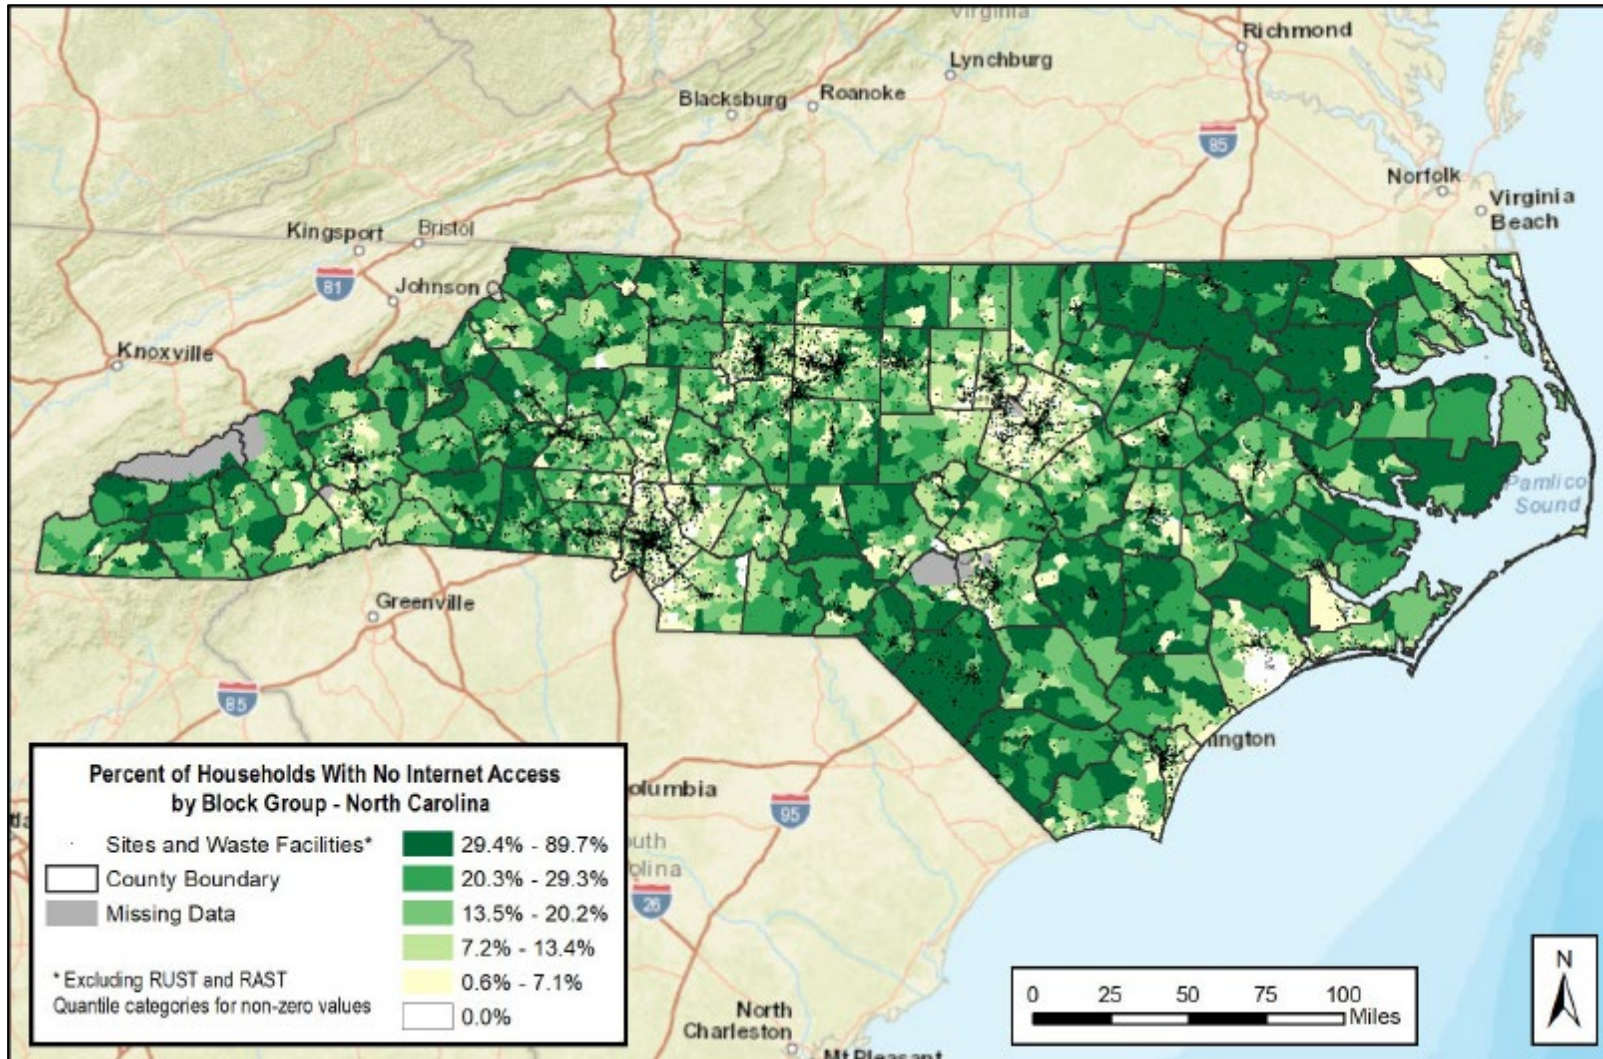 Virginia
Richmond
Lynchburg
Blacksburg
Roanoke
85
Norfolk
Virginia
Beach
Kingsport
Bristol
81
Johnson C
Knoxville
Pamlico
Sound
Greenville
85
ington
olumbia
95
outh
olina
26
North
Charleston
Mt Pleasant
Percent of Households With No Internet Access
by Block Group - North Carolina
Sites and Waste Facilities*
County Boundary
Missing Data
* Excluding RUST and RAST
Quantile categories for non-zero values
29.4% - 89.7%
20.3% - 29.3%
13.5% - 20.2%
7.2% - 13.4%
0.6% - 7.1%
0.0%
0 25 50 75 100
Miles
N